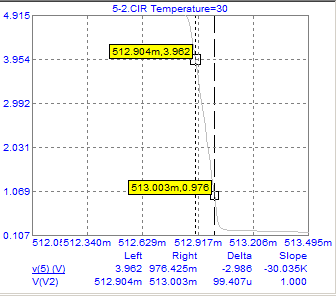 5-2.CIR Temperature=30
4.915
512.904m,3.962
3.954
2.992
2.031
513.003m,0.976
1.069
0.107
512.340m 512.629m 512.917m 513.206m 513.495m
Left Right Delta Slope
v(5) (V) 3.962 976.425m -2.986 -30.035K
V(V2) 512.904m 513.003m 99.407u 1.000